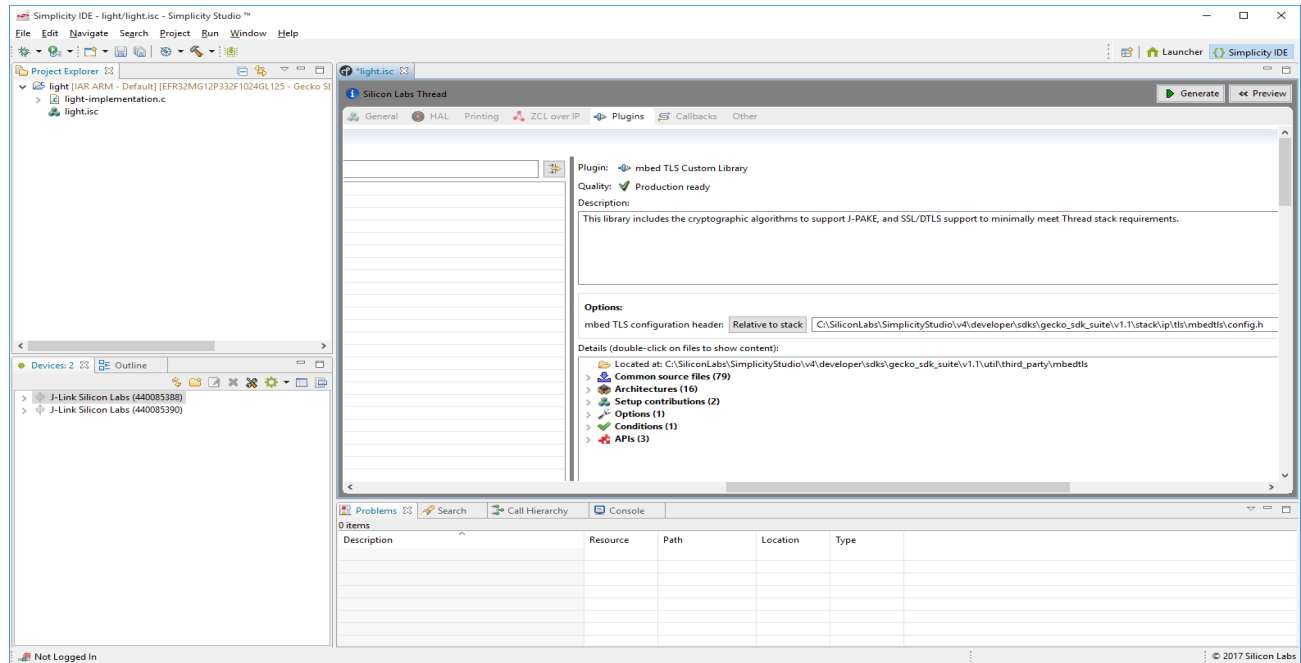 Simplicity IDE - light/light.isc - Simplicity Studio ™
File Edit Navigate Search Project Run Window Help
Launcher Simplicity IDE
Project Explorer
light [IAR ARM - Default] [EFR32MG12P332F1024GL125 - Gecko SI
light-implementation.c
light.isc
*light.isc
Silicon Labs Thread
Generate Preview
General HAL Printing ZCL over IP Plugins Callbacks Other
Plugin: mbed TLS Custom Library
Quality: Production ready
Description:
This library includes the cryptographic algorithms to support J-PAKE, and SSL/DTLS support to minimally meet Thread stack requirements.
Options:
mbed TLS configuration header: Relative to stack C:\SiliconLabs\SimplicityStudio\v4\developer\sdks\gecko_sdk_suite\v1.1\stack\ip\tls\mbedtls\config.h
Details (double-click on files to show content):
Located at: C:\SiliconLabs\SimplicityStudio\v4\developer\sdks\gecko_sdk_suite\v1.1\util\third_party\mbedtls
Common source files (79)
Architectures (16)
Setup contributions (2)
Options (1)
Conditions (1)
APIs (3)
Devices: 2 Outline
J-Link Silicon Labs (440085388)
J-Link Silicon Labs (440085390)
Problems Search Call Hierarchy Console
0 items
Description Resource Path Location Type
Not Logged In
© 2017 Silicon Labs